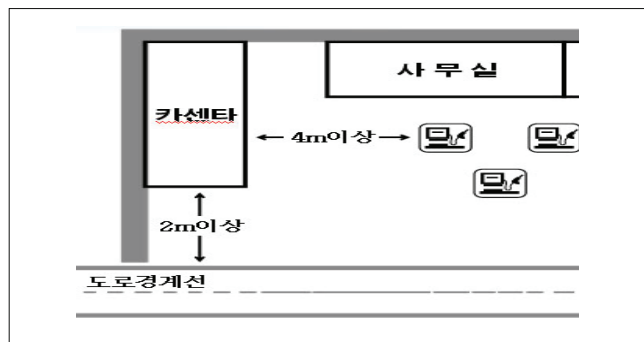 사 무 실
카센타
4m이상
2m이상
도로경계선